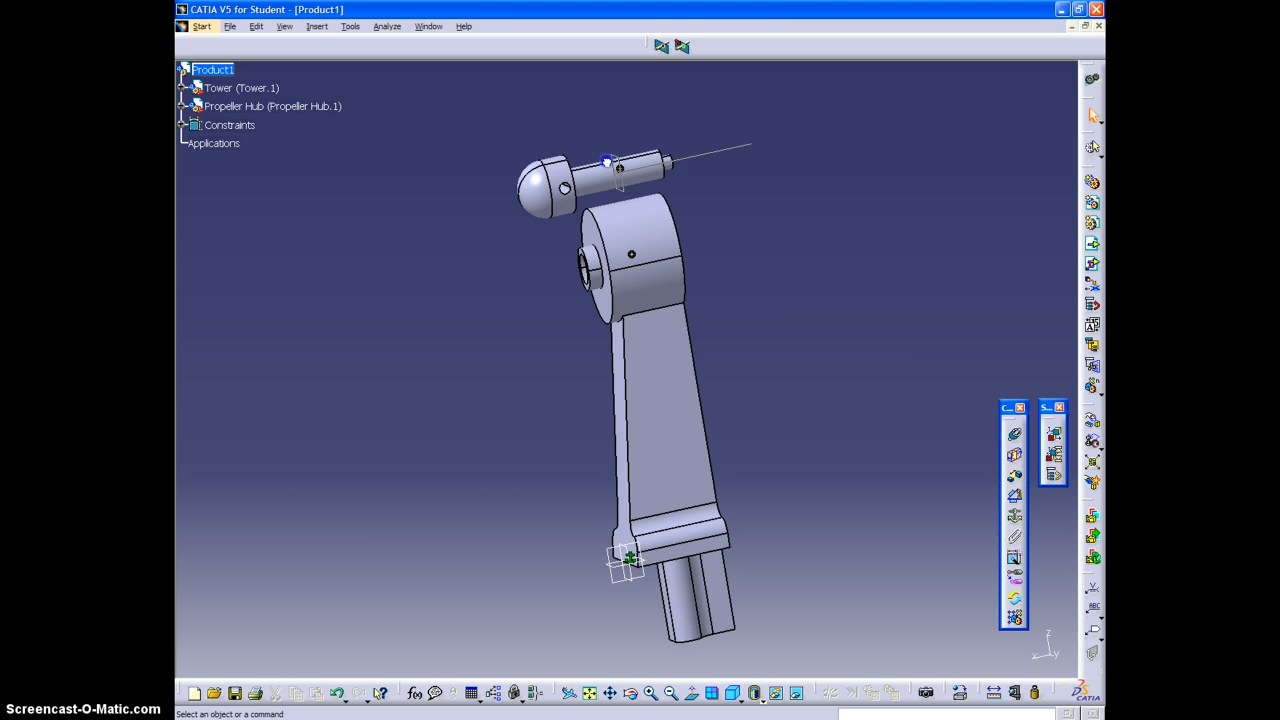 CATIA V5 for Student - [Product1]
Start File Edit View Insert Tools Analyze Window Help
Product1
Tower (Tower.1)
Propeller Hub (Propeller Hub.1)
Constraints
Applications
C... S...
ABC
z
x y
f(x)
CATIA
Screencast-O-Matic.com
Select an object or a command